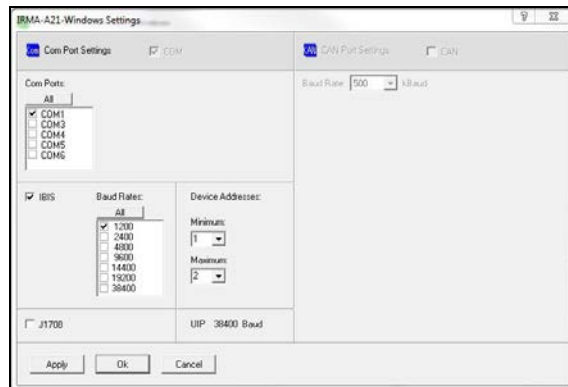 IRMA-A21-Windows Settings
Com Com Port Settings COM
CAN CAN Port Settings CAN
Com Ports:
All
COM1
COM3
COM4
COM5
COM6
Baud Rate: 500 kBaud
IBIS
Baud Rates:
All
1200
2400
4800
9600
14400
19200
38400
Device Addresses:
Minimum:
1
Maximum:
2
J1708
UIP 38400 Baud
Apply Ok Cancel